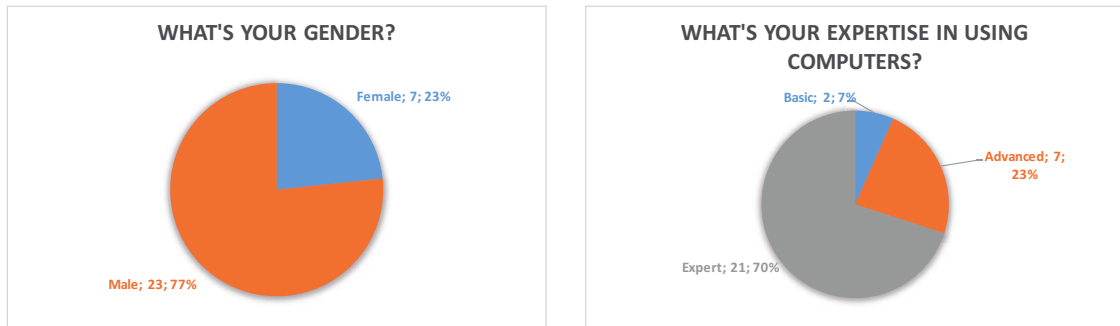 WHAT'S YOUR GENDER?
Female; 7; 23%
Male; 23; 77%
WHAT'S YOUR EXPERTISE IN USING
COMPUTERS?
Basic; 2; 7%
Advanced; 7;
23%
Expert; 21; 70%